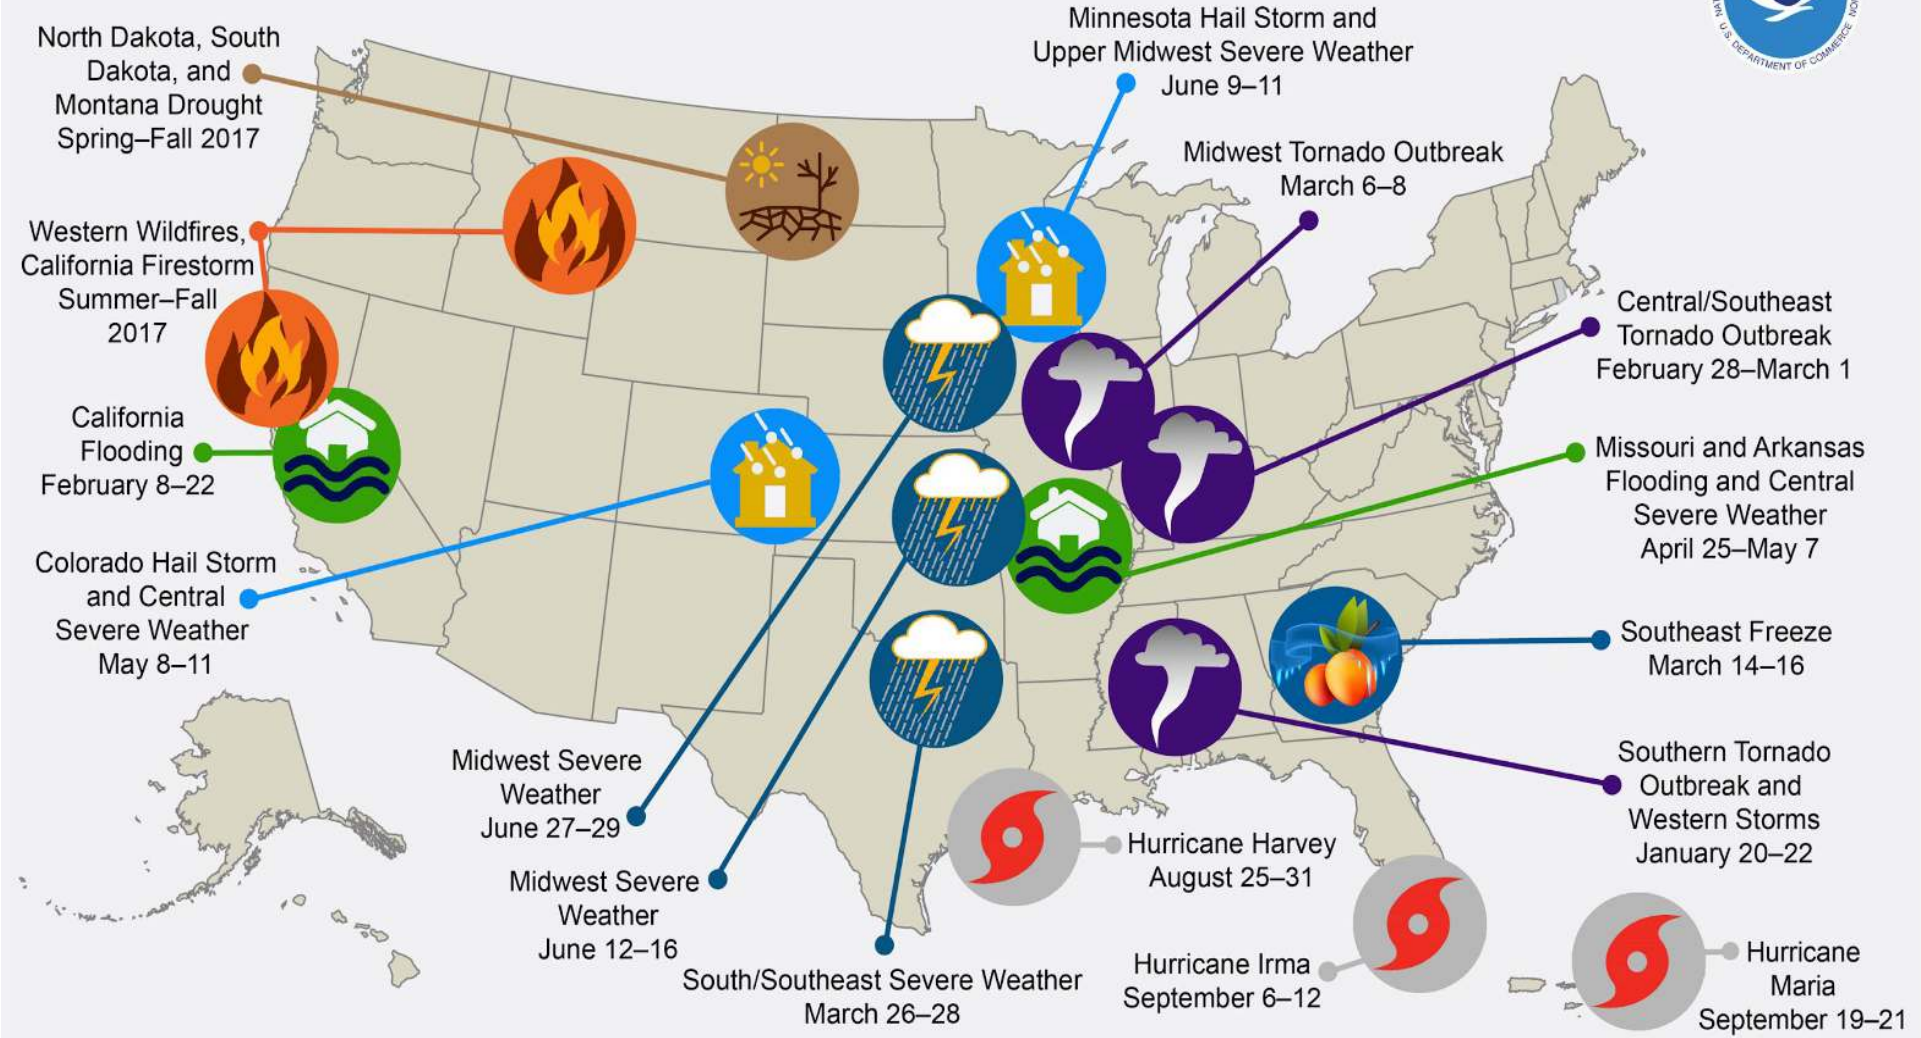 North Dakota, South
Dakota, and
Montana Drought
Spring–Fall 2017
Western Wildfires,
California Firestorm
Summer–Fall
2017
California
Flooding
February 8–22
Colorado Hail Storm
and Central
Severe Weather
May 8–11
Minnesota Hail Storm and
Upper Midwest Severe Weather
June 9–11
Midwest Tornado Outbreak
March 6–8
U.S. DEPARTMENT OF COMMERCE
Central/Southeast
Tornado Outbreak
February 28–March 1
Missouri and Arkansas
Flooding and Central
Severe Weather
April 25–May 7
Southeast Freeze
March 14–16
Southern Tornado
Outbreak and
Western Storms
January 20–22
Midwest Severe
Weather
June 27–29
Midwest Severe
Weather
June 12–16
South/Southeast Severe Weather
March 26–28
Hurricane Harvey
August 25–31
Hurricane Irma
September 6–12
Hurricane
Maria
September 19–21